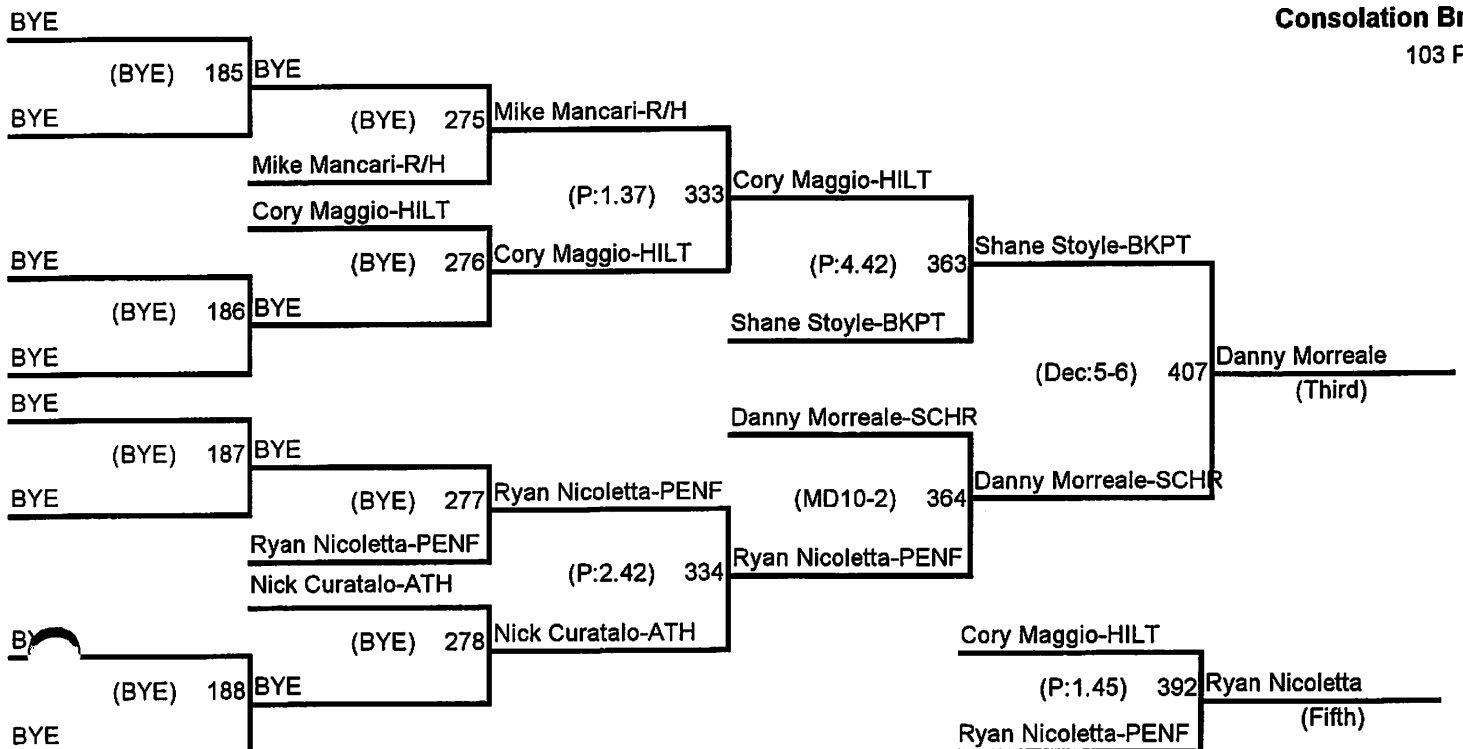 Consolation Br
103 P
BYE
(BYE) 185 BYE
BYE
(BYE) 275 Mike Mancari-R/H
Mike Mancari-R/H
(P:1.37) 333 Cory Maggio-HILT
Cory Maggio-HILT
(BYE) 276 Cory Maggio-HILT
BYE
(BYE) 186 BYE
BYE
(P:4.42) 363 Shane Stoyle-BKPT
Shane Stoyle-BKPT
(Dec:5-6) 407 Danny Morreale
(Third)
BYE
(BYE) 187 BYE
BYE
(BYE) 277 Ryan Nicoletta-PENF
Ryan Nicoletta-PENF
Danny Morreale-SCHR
(MD10-2) 364 Danny Morreale-SCHR
(P:2.42) 334 Ryan Nicoletta-PENF
Nick Curatalo-ATH
(BYE) 278 Nick Curatalo-ATH
(BYE) 188 BYE
BYE
Cory Maggio-HILT
(P:1.45) 392 Ryan Nicoletta
(Fifth)
Ryan Nicoletta-PENF